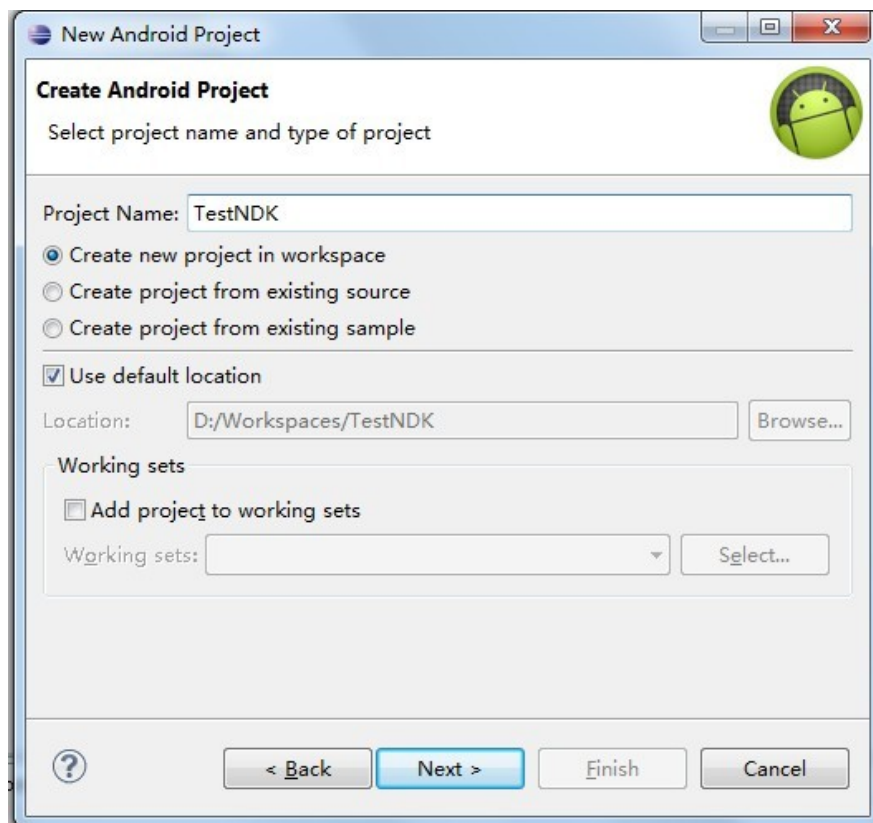 New Android Project
Create Android Project
Select project name and type of project
Project Name: TestNDK
Create new project in workspace
Create project from existing source
Create project from existing sample
Use default location
Location: D:/Workspaces/TestNDK Browse...
Working sets
Add project to working sets
Working sets: Select...
? < Back Next > Finish Cancel